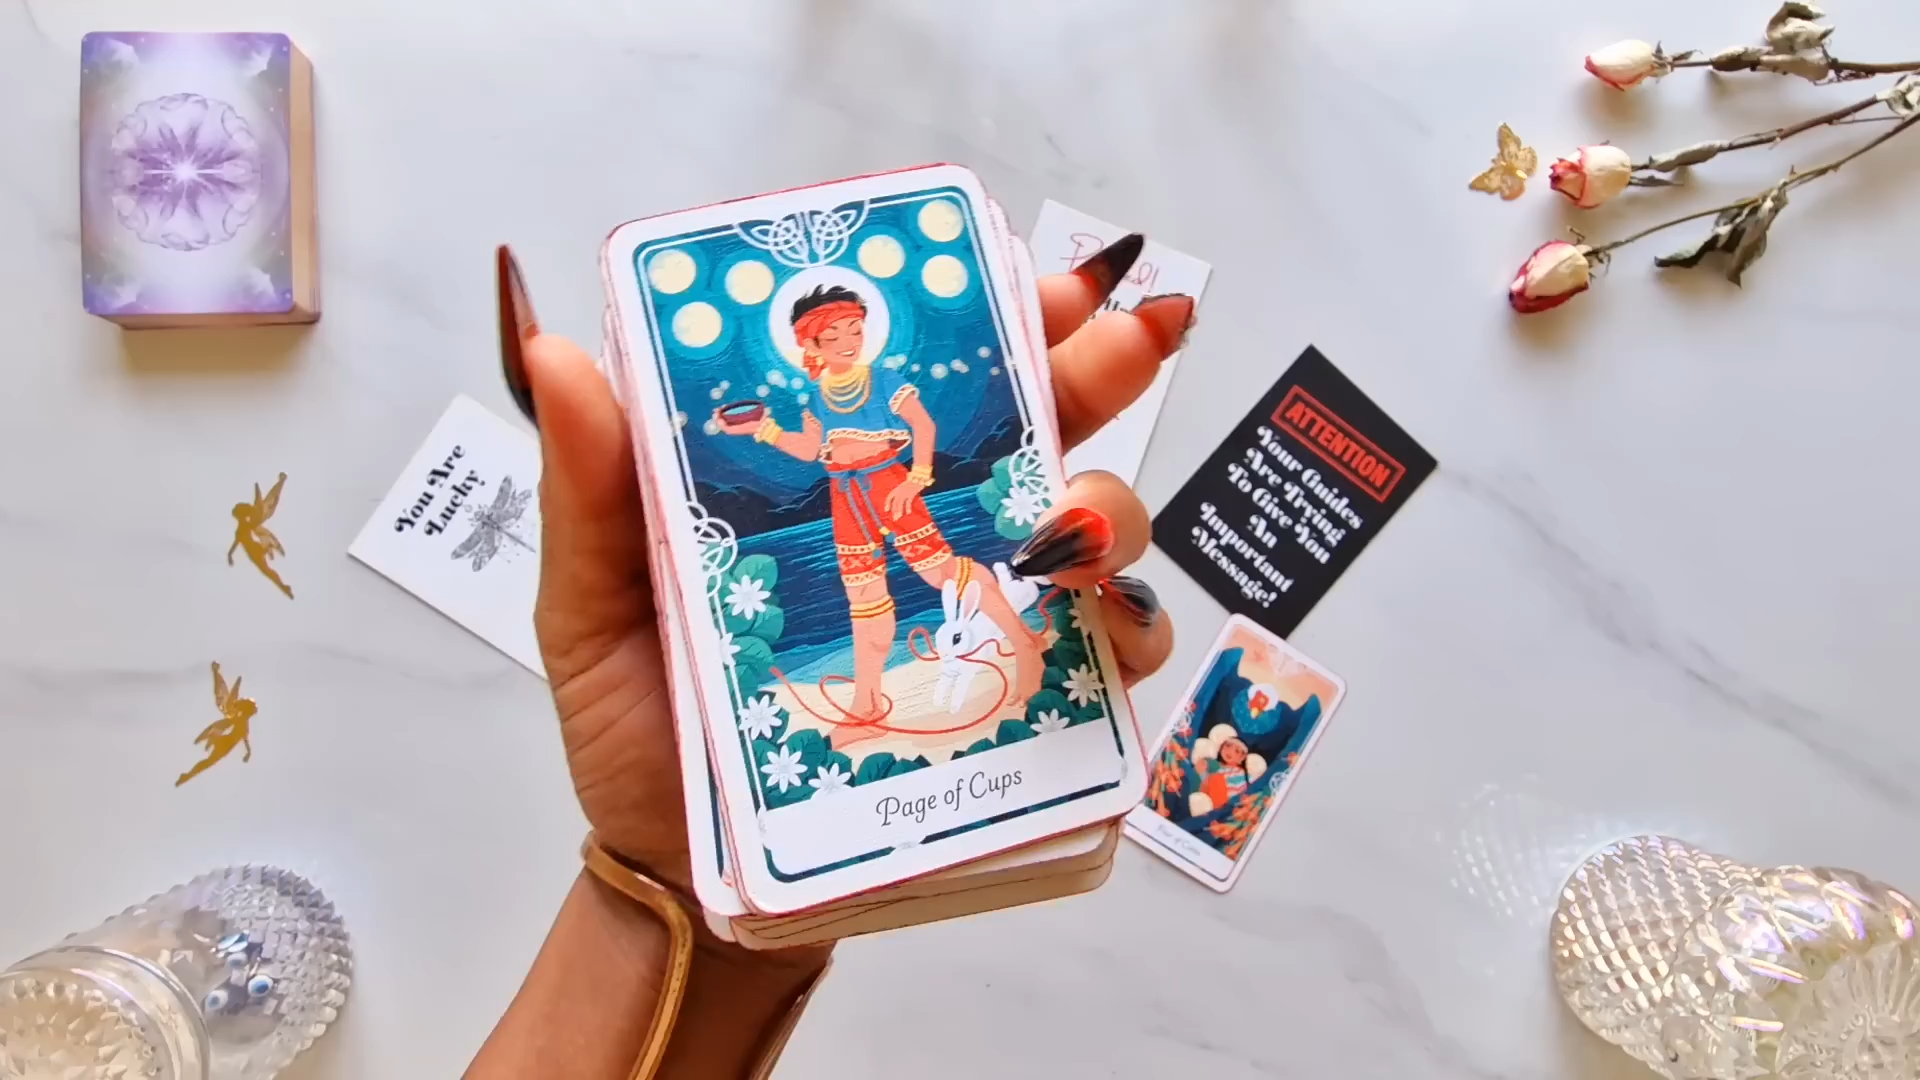 You Are
Lucky
ATTENTION
Your Guides
Are Trying
To Give You
An
Important
Message!
Page of Cups